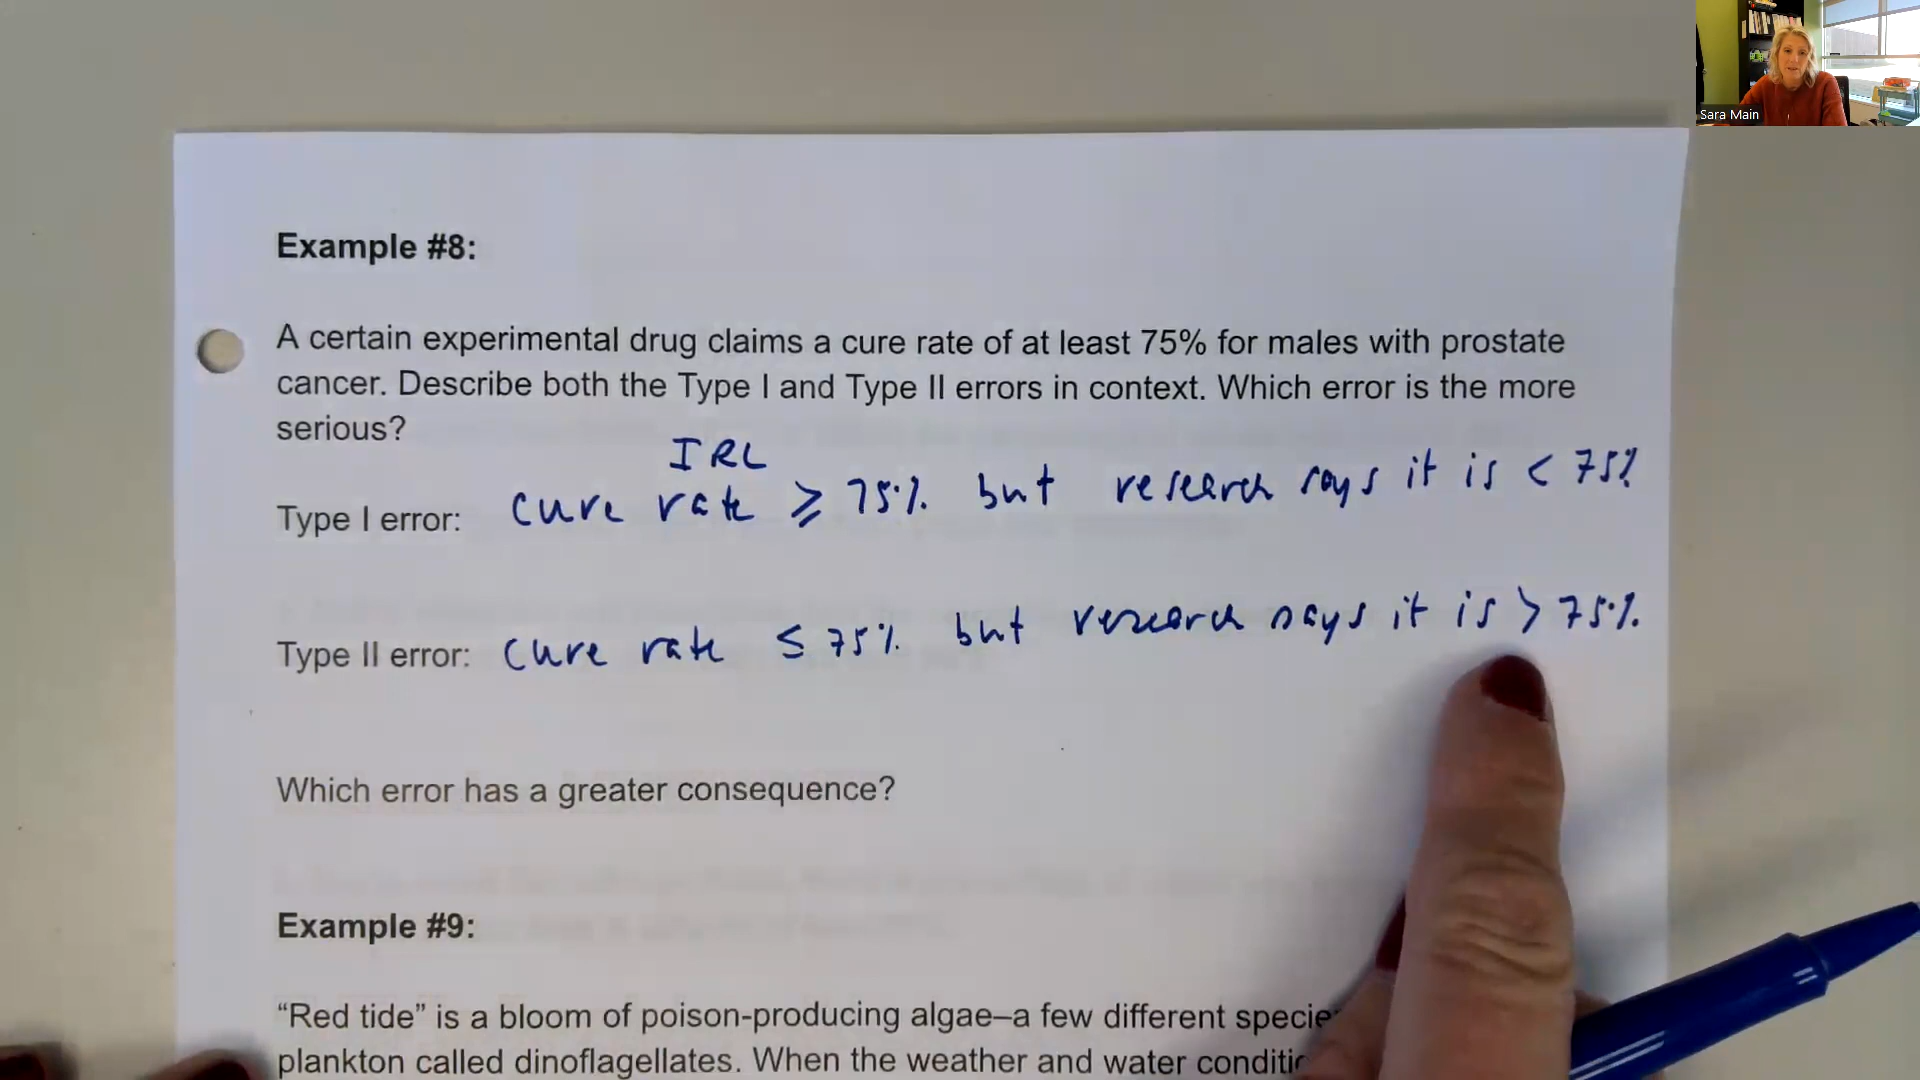 Sara Main
Example #8:
A certain experimental drug claims a cure rate of at least 75% for males with prostate
cancer. Describe both the Type I and Type II errors in context. Which error is the more
serious?
IRL
Type I error: cure rate ≥ 75% but research says it is < 75%
Type II error: cure rate ≤ 75% but research says it is > 75%
Which error has a greater consequence?
Example #9:
“Red tide” is a bloom of poison-producing algae–a few different
plankton called dinoflagellates. When the weather and water